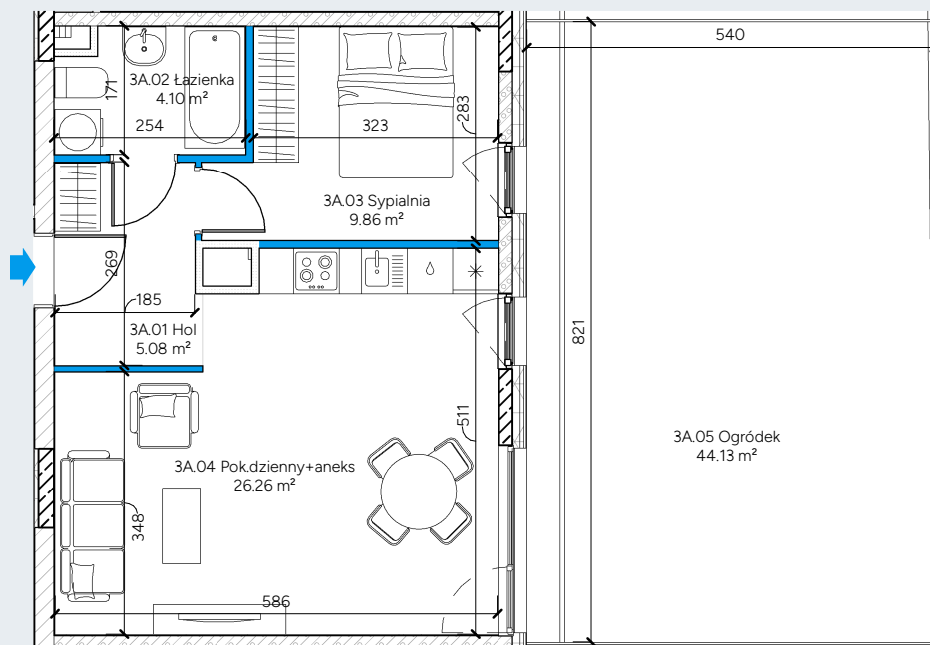 540
3A.02 Łazienka
4.10 m²
171
254
323
283
3A.03 Sypialnia
9.86 m²
269
185
3A.01 Hol
5.08 m²
821
511
3A.04 Pok.dzienny+aneks
26.26 m²
3A.05 Ogródek
44.13 m²
348
586